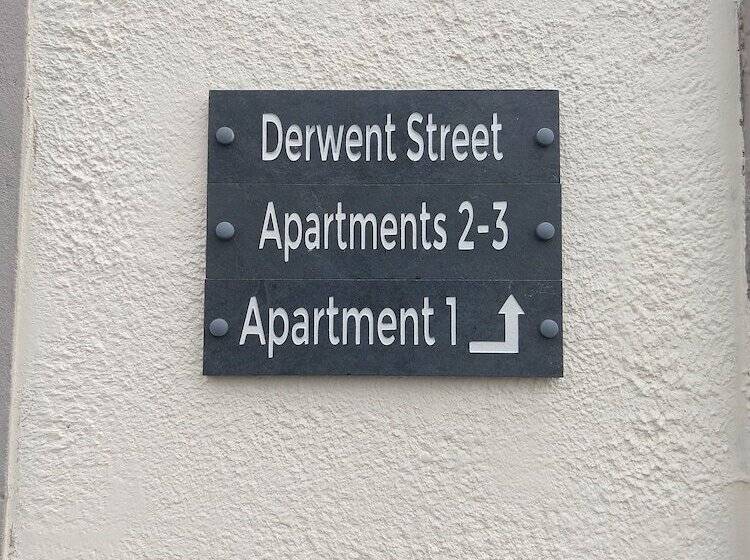 Derwent Street
Apartments 2-3
Apartment 1